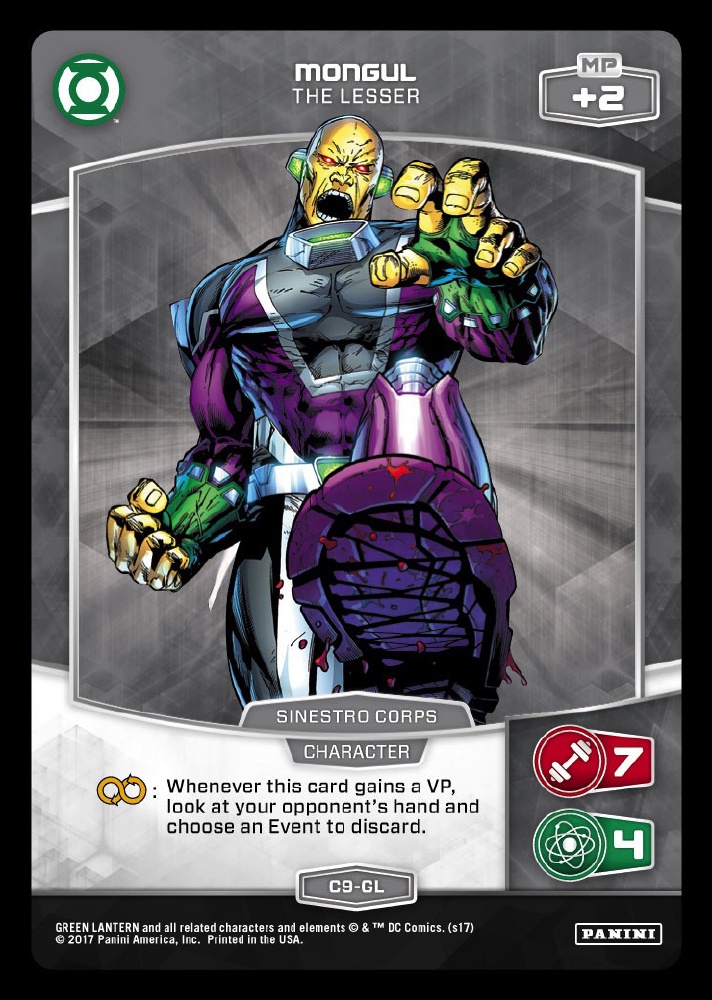 MONGUL
THE LESSER
MP
+2
SINESTRO CORPS
CHARACTER
: Whenever this card gains a VP,
look at your opponent's hand and
choose an Event to discard.
7
4
C9-GL
GREEN LANTERN and all related characters and elements © & ™ DC Comics. (s17)
© 2017 Panini America, Inc. Printed in the USA.
PANINI